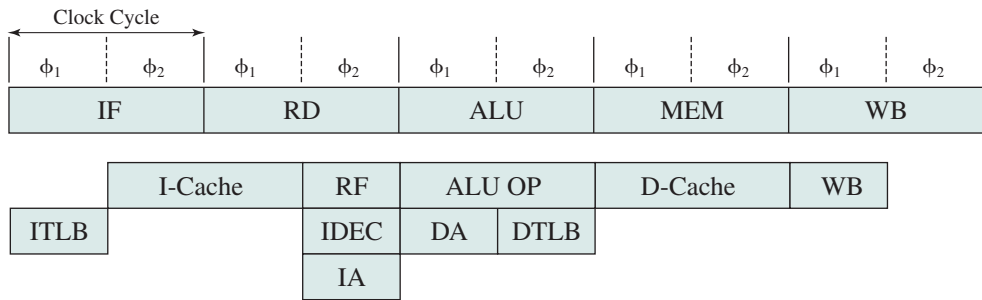 Clock Cycle
ϕ1 ϕ2 ϕ1 ϕ2 ϕ1 ϕ2 ϕ1 ϕ2 ϕ1 ϕ2
IF RD ALU MEM WB
I-Cache RF ALU OP D-Cache WB
ITLB IDEC DA DTLB
IA